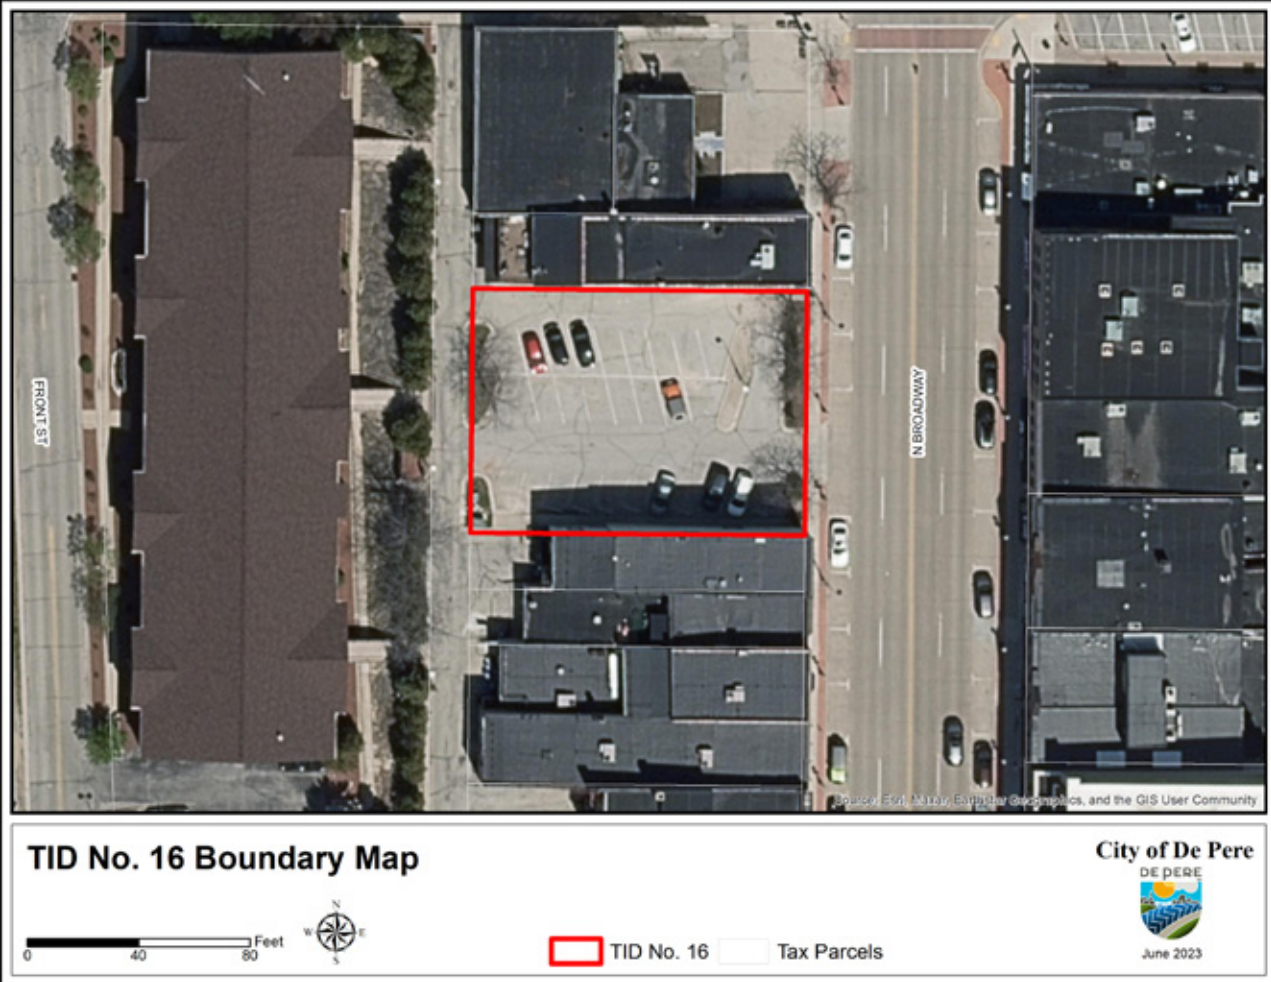 FRONT ST
N BROADWAY
Source: Esri, Maxar, Earthstar Geographics, and the GIS User Community
TID No. 16 Boundary Map
0 40 80 Feet
N
W E
S
TID No. 16
Tax Parcels
City of De Pere
DE PERE
June 2023